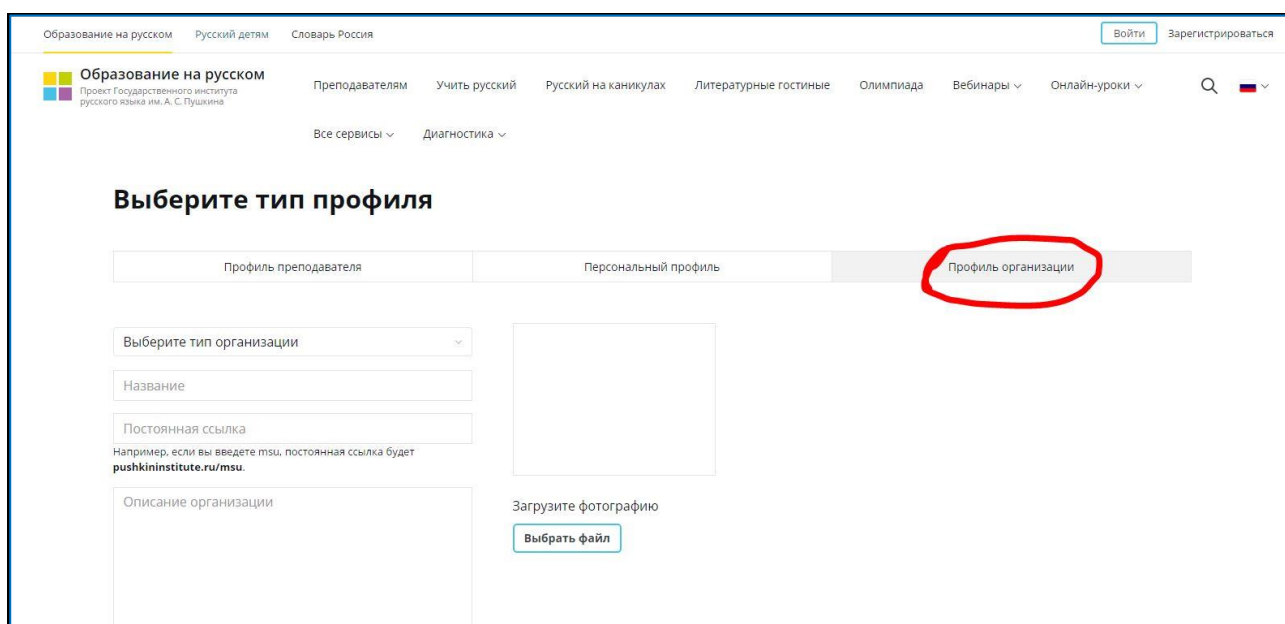 Образование на русском Русский детям Словарь Россия Войти Зарегистрироваться
Образование на русском
Проект Государственного института
русского языка им. А. С. Пушкина
Преподавателям Учить русский Русский на каникулах Литературные гостиные Олимпиада Вебинары Онлайн-уроки
Все сервисы Диагностика
Выберите тип профиля
Профиль преподавателя Персональный профиль Профиль организации
Выберите тип организации
Название
Постоянная ссылка
Например, если вы введете msu, постоянная ссылка будет
pushkininstitute.ru/msu.
Описание организации
Загрузите фотографию
Выбрать файл